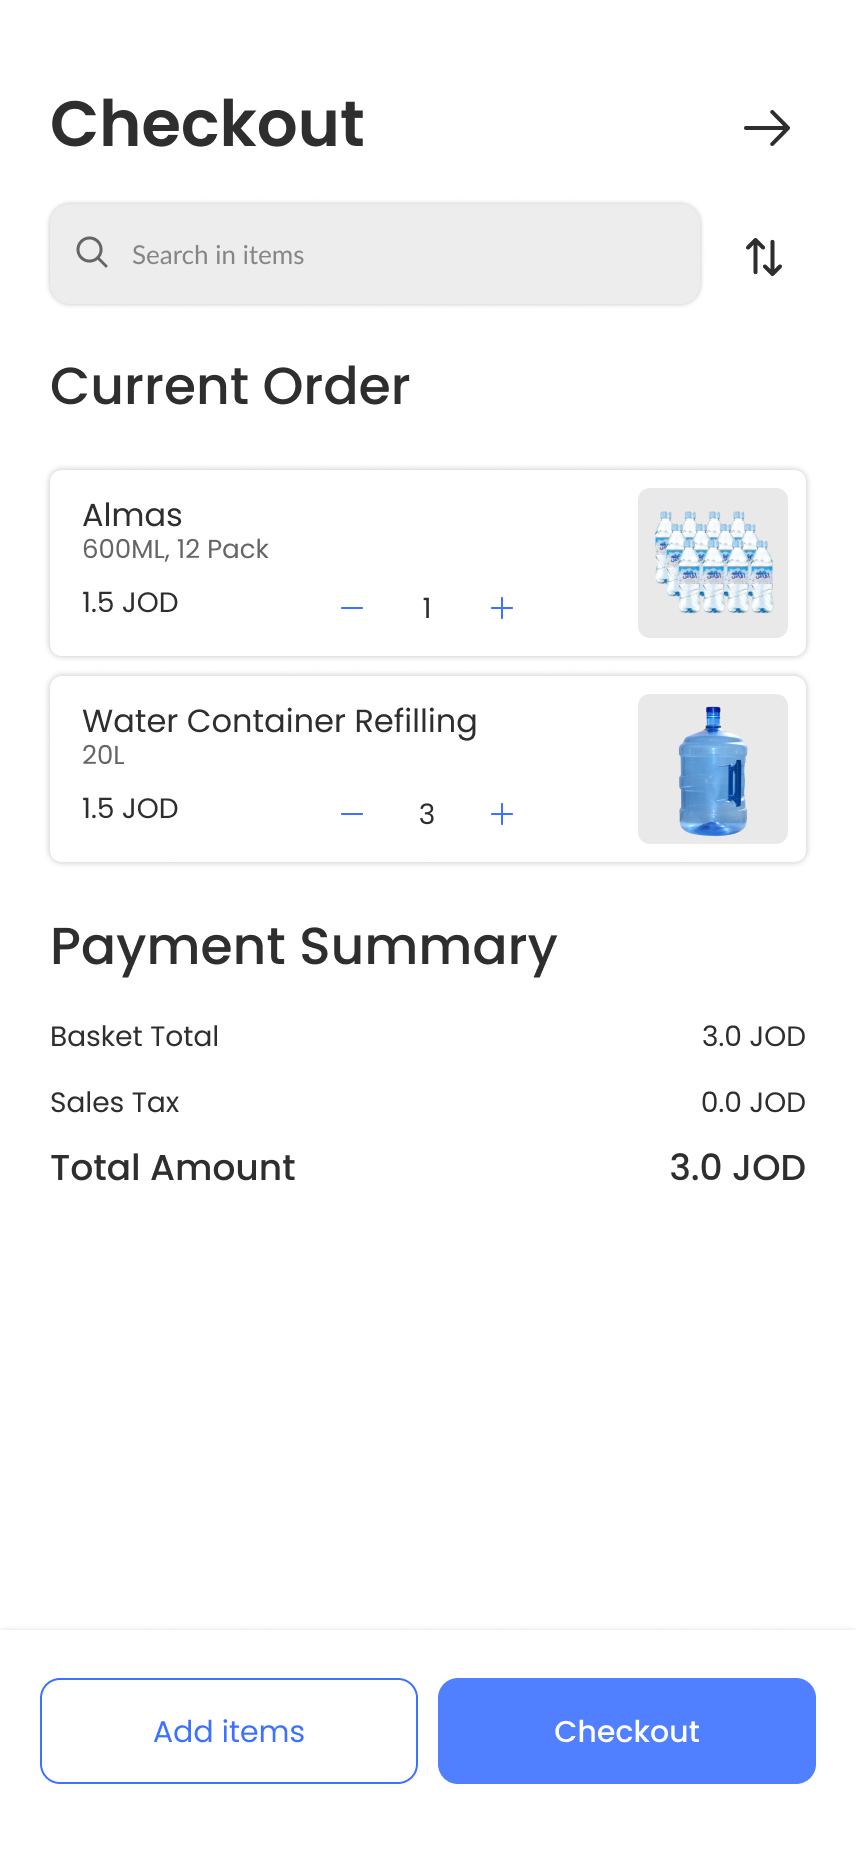 Checkout
Search in items
Current Order
Almas
600ML, 12 Pack
1.5 JOD
1
Water Container Refilling
20L
1.5 JOD
3
Payment Summary
Basket Total 3.0 JOD
Sales Tax 0.0 JOD
Total Amount 3.0 JOD
Add items
Checkout